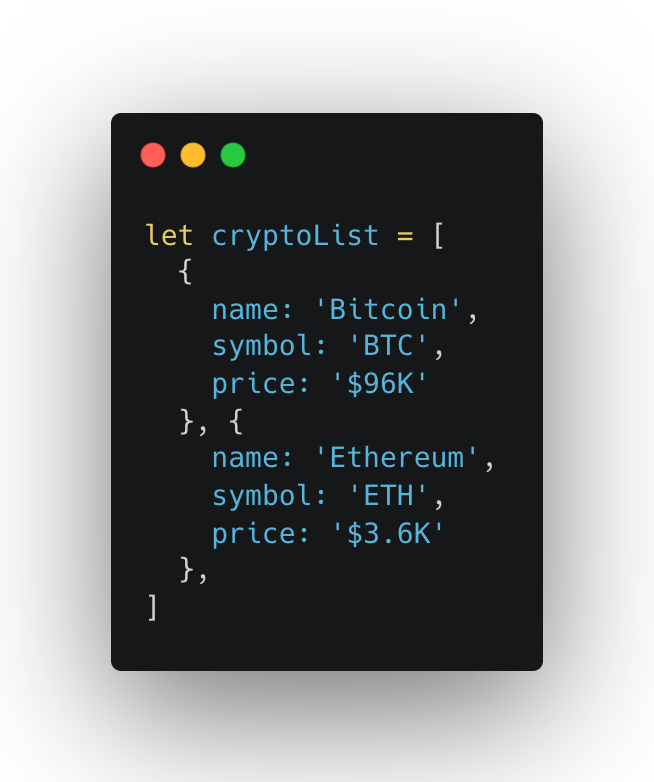 let cryptoList = [
  {
    name: 'Bitcoin',
    symbol: 'BTC',
    price: '$96K'
  }, {
    name: 'Ethereum',
    symbol: 'ETH',
    price: '$3.6K'
  },
]